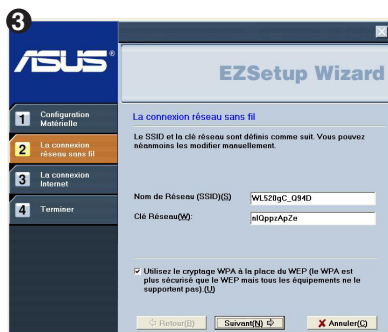 3
ASUS®
EZSetup Wizard
1 Configuration
Matérielle
2 La connexion
réseau sans fil
3 La connexion
Internet
4 Terminer
La connexion réseau sans fil
Le SSID et la clé réseau sont définis comme suit. Vous pouvez
néanmoins les modifier manuellement.
Nom de Réseau (SSID)(S) WL520gC_Q94D
Clé Réseau(W): nlQppzApZe
Utilisez le cryptage WPA à la place du WEP (le WPA est
plus sécurisé que le WEP mais tous les équipements ne le
supportent pas).(U)
Retour(B) Suivant(N) Annuler(C)